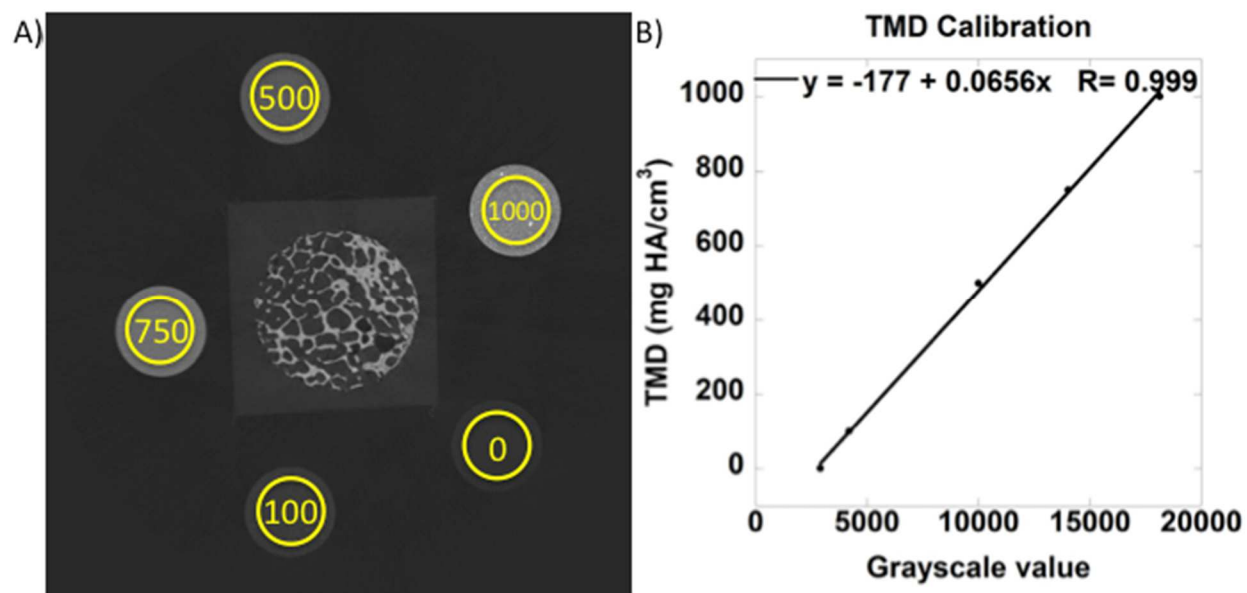 A)
500
1000
750
0
100
B)
TMD Calibration
y = -177 + 0.0656x R= 0.999
TMD (mg HA/cm³)
1000
800
600
400
200
0
0 5000 10000 15000 20000
Grayscale value